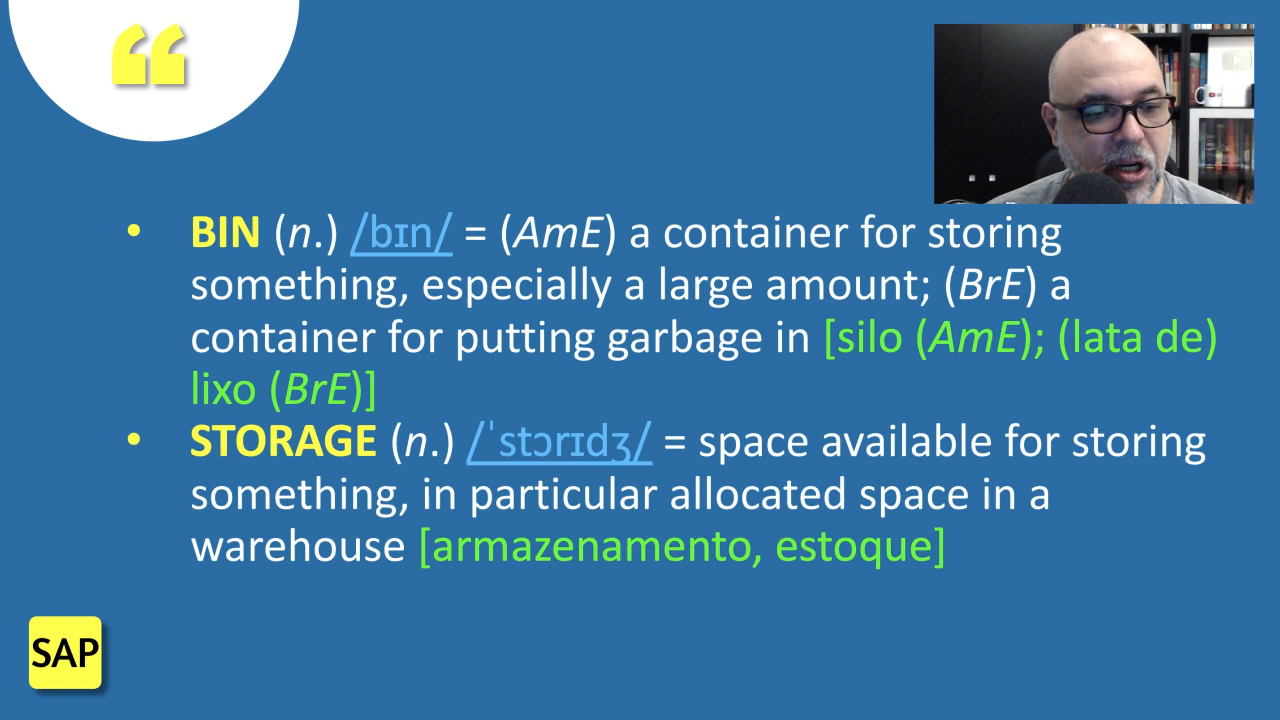 “
• BIN (n.) /bɪn/ = (AmE) a container for storing
something, especially a large amount; (BrE) a
container for putting garbage in [silo (AmE); (lata de)
lixo (BrE)]
• STORAGE (n.) /ˈstɔrɪdʒ/ = space available for storing
something, in particular allocated space in a
warehouse [armazenamento, estoque]
SAP